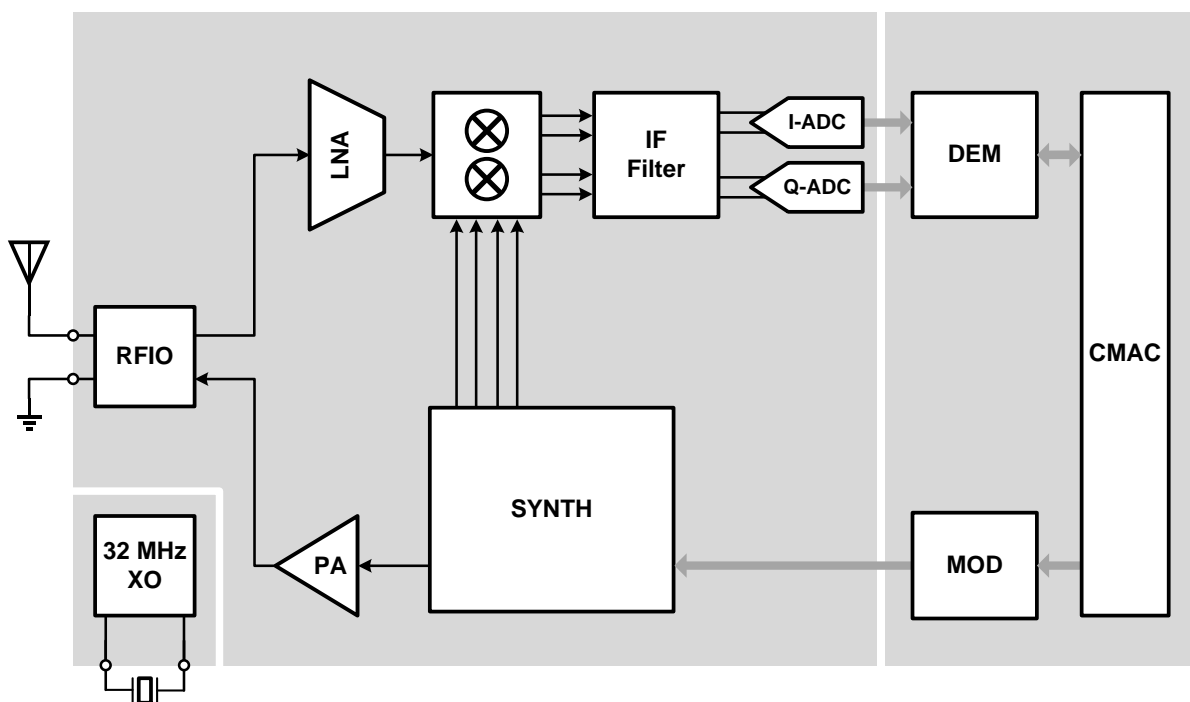 LNA
IF
Filter
I-ADC
Q-ADC
DEM
CMAC
RFIO
SYNTH
PA
MOD
32 MHz
XO